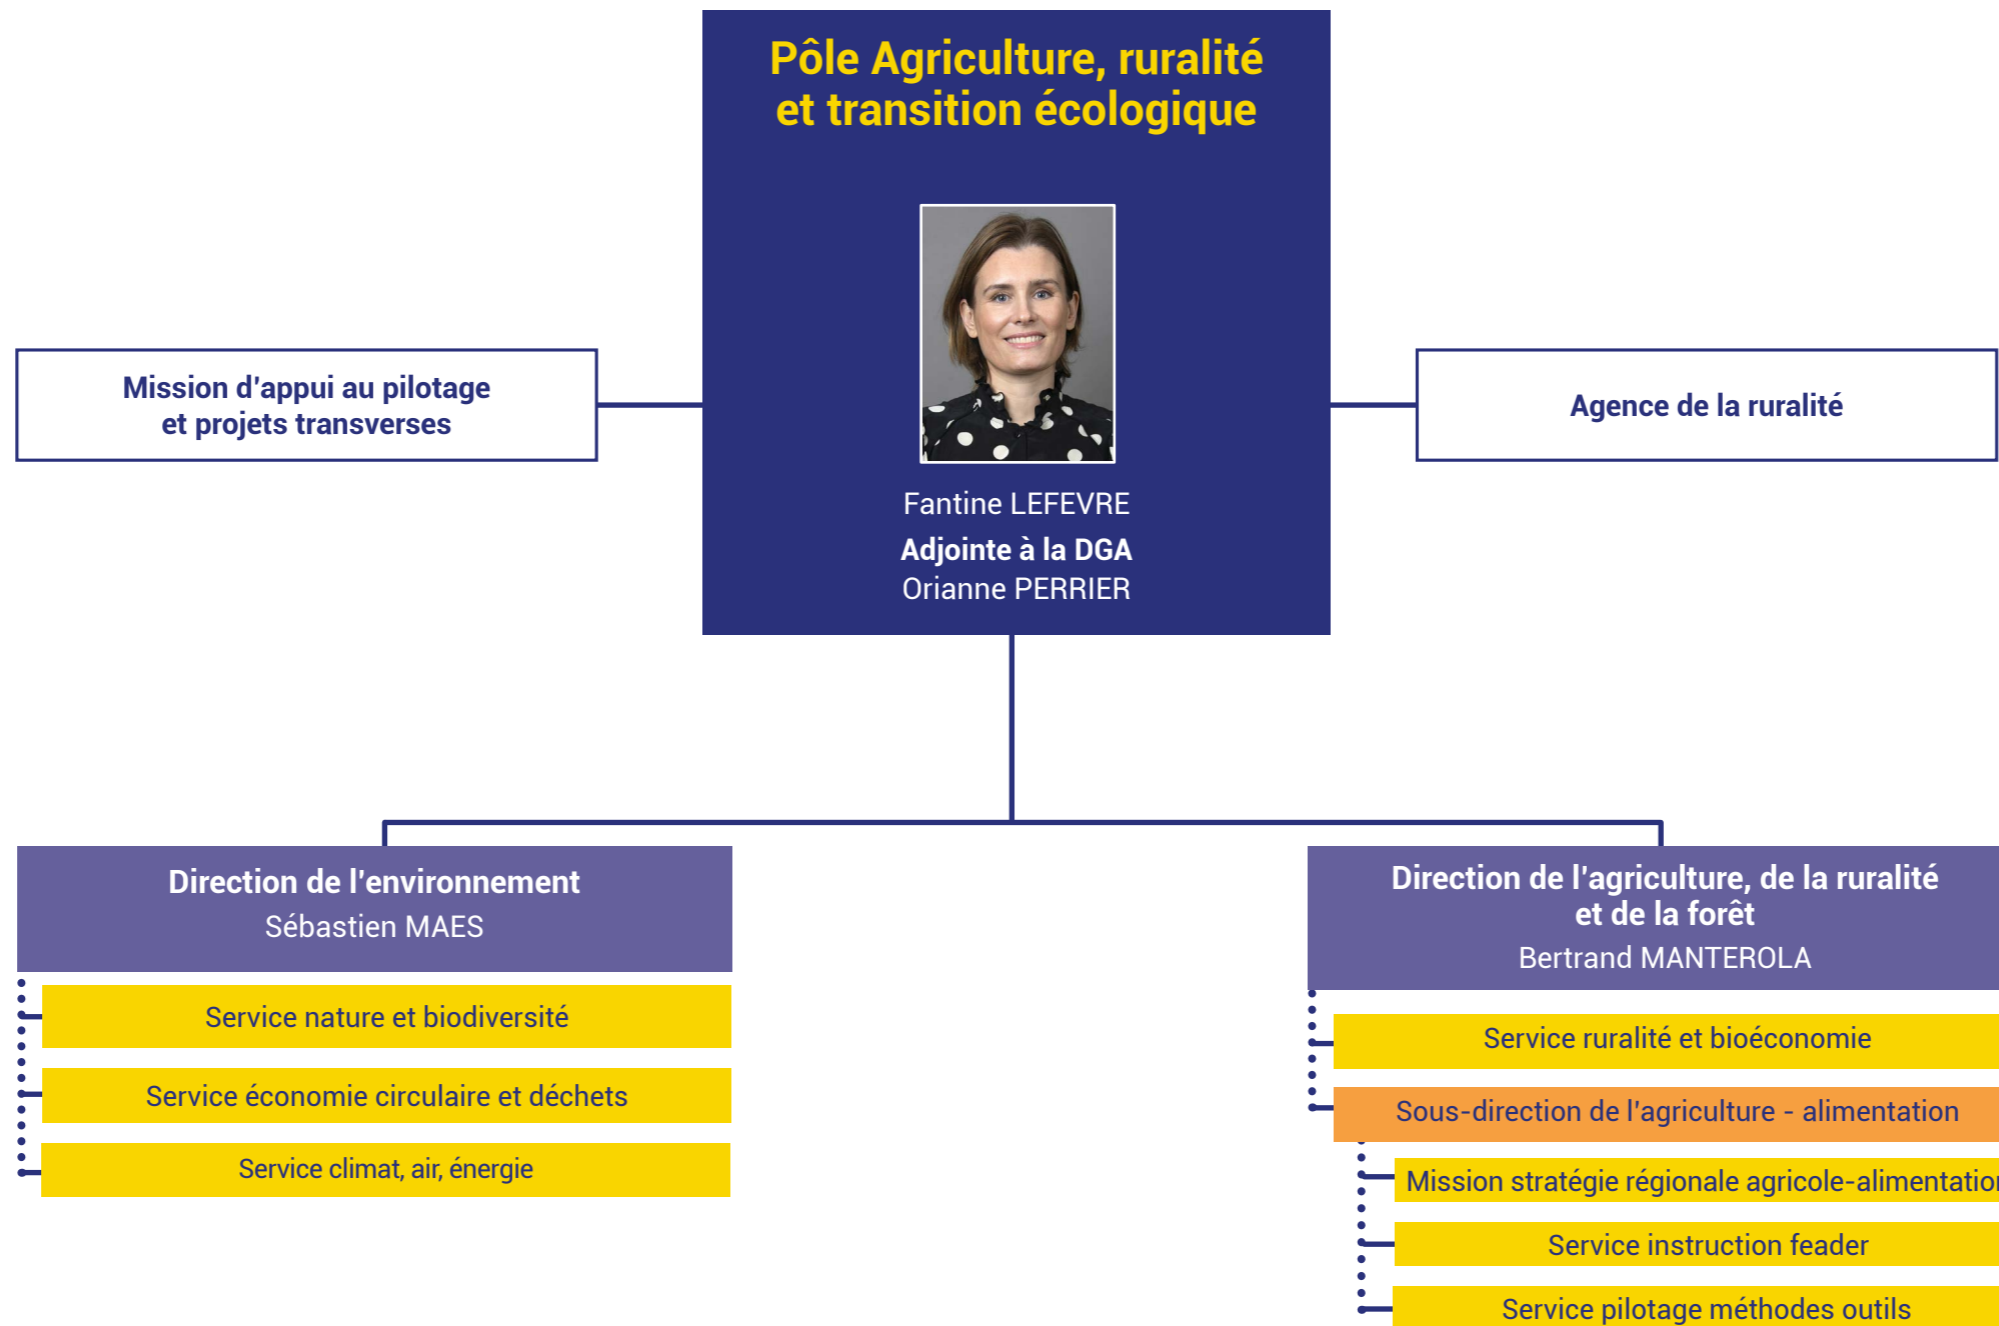 Pôle Agriculture, ruralité
et transition écologique
Mission d'appui au pilotage
et projets transverses
Agence de la ruralité
Fantine LEFEVRE
Adjointe à la DGA
Orianne PERRIER
Direction de l'environnement
Sébastien MAES
Service nature et biodiversité
Service économie circulaire et déchets
Service climat, air, énergie
Direction de l'agriculture, de la ruralité
et de la forêt
Bertrand MANTEROLA
Service ruralité et bioéconomie
Sous-direction de l'agriculture - alimentation
Mission stratégie régionale agricole-alimentation
Service instruction feader
Service pilotage méthodes outils